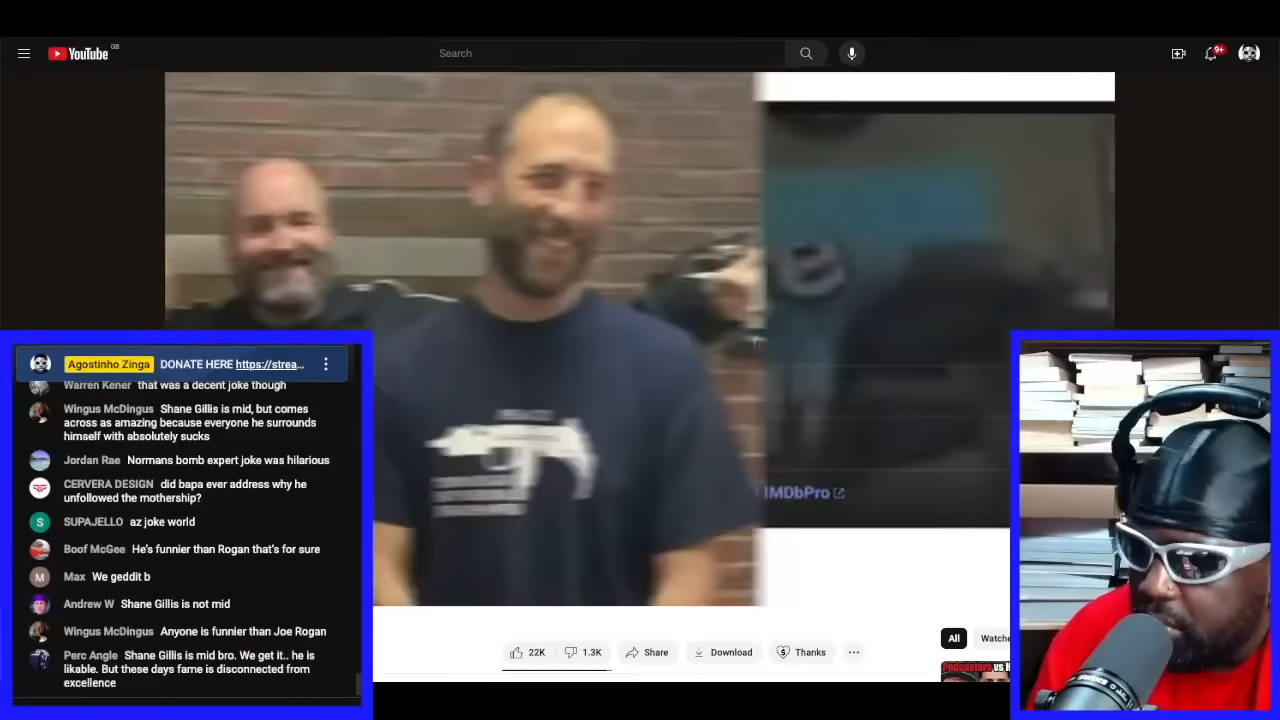 YouTube GB
Search
9+
IMDbPro
Agostinho Zinga DONATE HERE https://strea...
Warren Kener that was a decent joke though
Wingus McDingus Shane Gillis is mid, but comes
across as amazing because everyone he surrounds
himself with absolutely sucks
Jordan Rae Normans bomb expert joke was hilarious
CERVERA DESIGN did bapa ever address why he
unfollowed the mothership?
S SUPAJELLO az joke world
Boof McGee He's funnier than Rogan that's for sure
M Max We geddit b
Andrew W Shane Gillis is not mid
Wingus McDingus Anyone is funnier than Joe Rogan
Perc Angle Shane Gillis is mid bro. We get it.. he is
likable. But these days fame is disconnected from
excellence
22K 1.3K Share Download Thanks
All Watche
Podcasters vs H